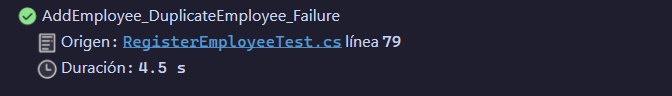 AddEmployee_DuplicateEmployee_Failure
Origen: RegisterEmployeeTest.cs línea 79
Duración: 4.5 s